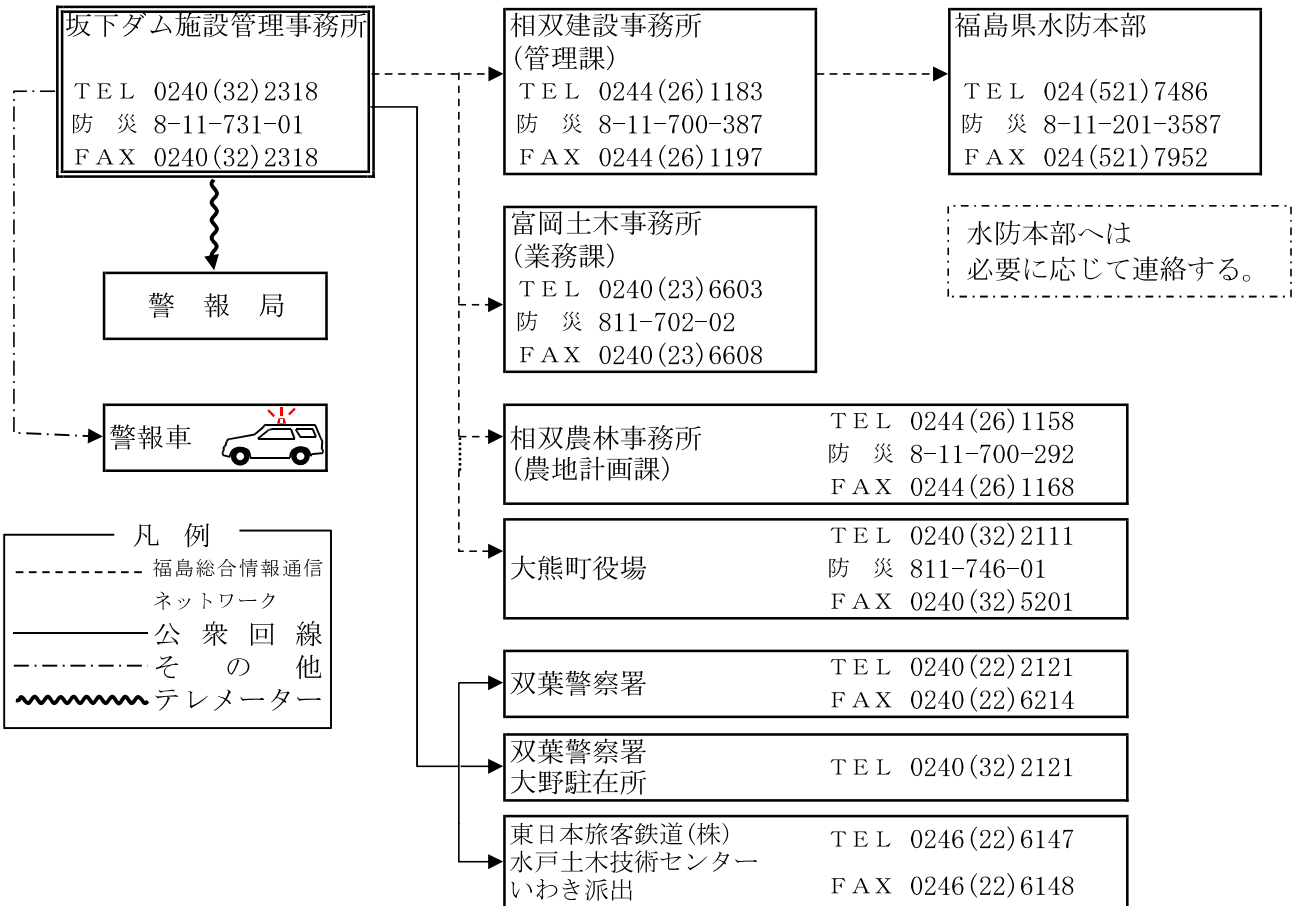 坂下ダム施設管理事務所
ＴＥＬ 0240(32)2318
防　災 8-11-731-01
ＦＡＸ 0240(32)2318
相双建設事務所
(管理課)
ＴＥＬ 0244(26)1183
防　災 8-11-700-387
ＦＡＸ 0244(26)1197
福島県水防本部
ＴＥＬ 024(521)7486
防　災 8-11-201-3587
ＦＡＸ 024(521)7952
富岡土木事務所
(業務課)
ＴＥＬ 0240(23)6603
防　災 811-702-02
ＦＡＸ 0240(23)6608
水防本部へは
必要に応じて連絡する。
警　報　局
警報車
相双農林事務所
(農地計画課)
ＴＥＬ 0244(26)1158
防　災 8-11-700-292
ＦＡＸ 0244(26)1168
大熊町役場
ＴＥＬ 0240(32)2111
防　災 811-746-01
ＦＡＸ 0240(32)5201
凡　例
福島総合情報通信
ネットワーク
公　衆　回　線
そ　の　他
テレメーター
双葉警察署
ＴＥＬ 0240(22)2121
ＦＡＸ 0240(22)6214
双葉警察署
大野駐在所
ＴＥＬ 0240(32)2121
東日本旅客鉄道(株)
水戸土木技術センター
いわき派出
ＴＥＬ 0246(22)6147
ＦＡＸ 0246(22)6148